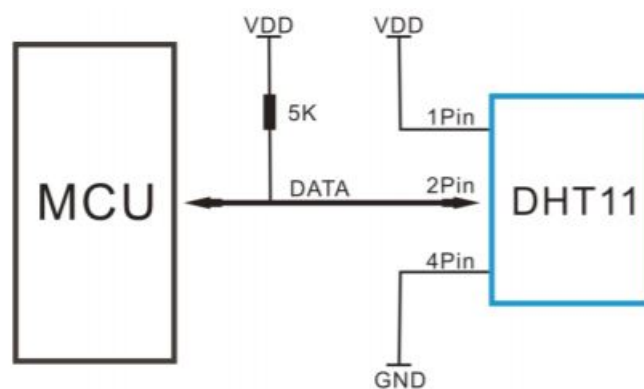 VDD
VDD
5K
1Pin
MCU
DATA
2Pin
DHT11
4Pin
GND